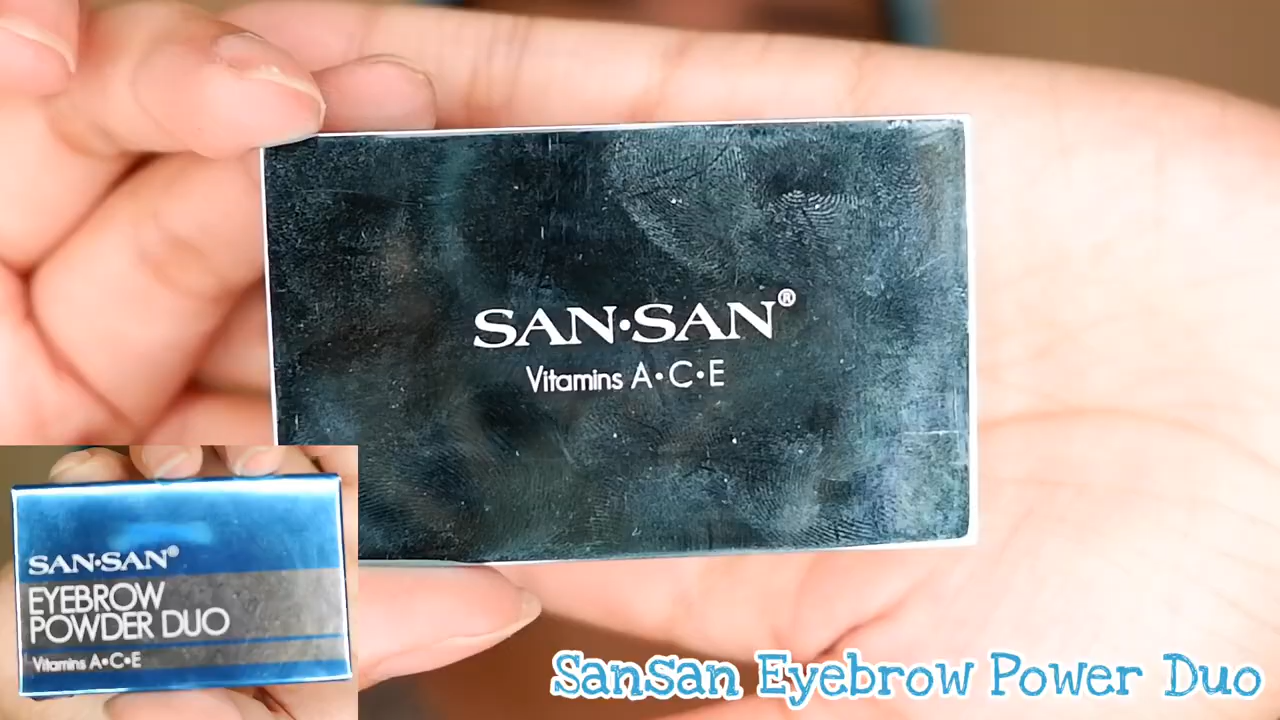 SAN•SAN®
Vitamins A•C•E
SAN•SAN®
EYEBROW
POWDER DUO
Vitamins A•C•E
Sansan Eyebrow Power Duo